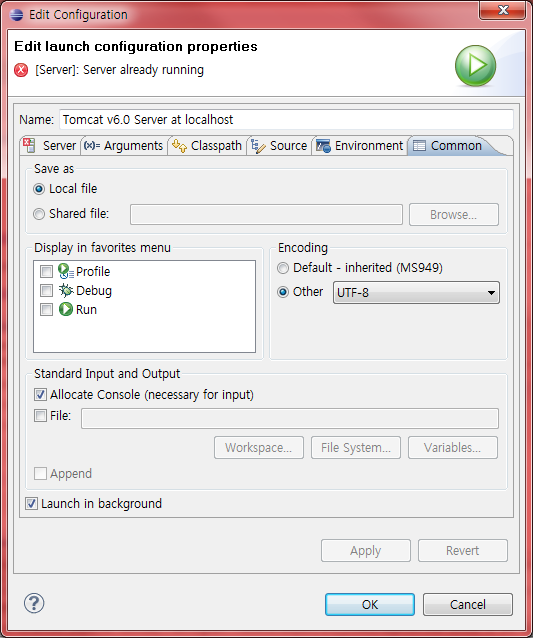 Edit Configuration
Edit launch configuration properties
[Server]: Server already running
Name: Tomcat v6.0 Server at localhost
Server (x)= Arguments Classpath Source Environment Common
Save as
Local file
Shared file: Browse...
Display in favorites menu
Profile
Debug
Run
Encoding
Default - inherited (MS949)
Other UTF-8
Standard Input and Output
Allocate Console (necessary for input)
File:
Workspace... File System... Variables...
Append
Launch in background
Apply Revert
? OK Cancel